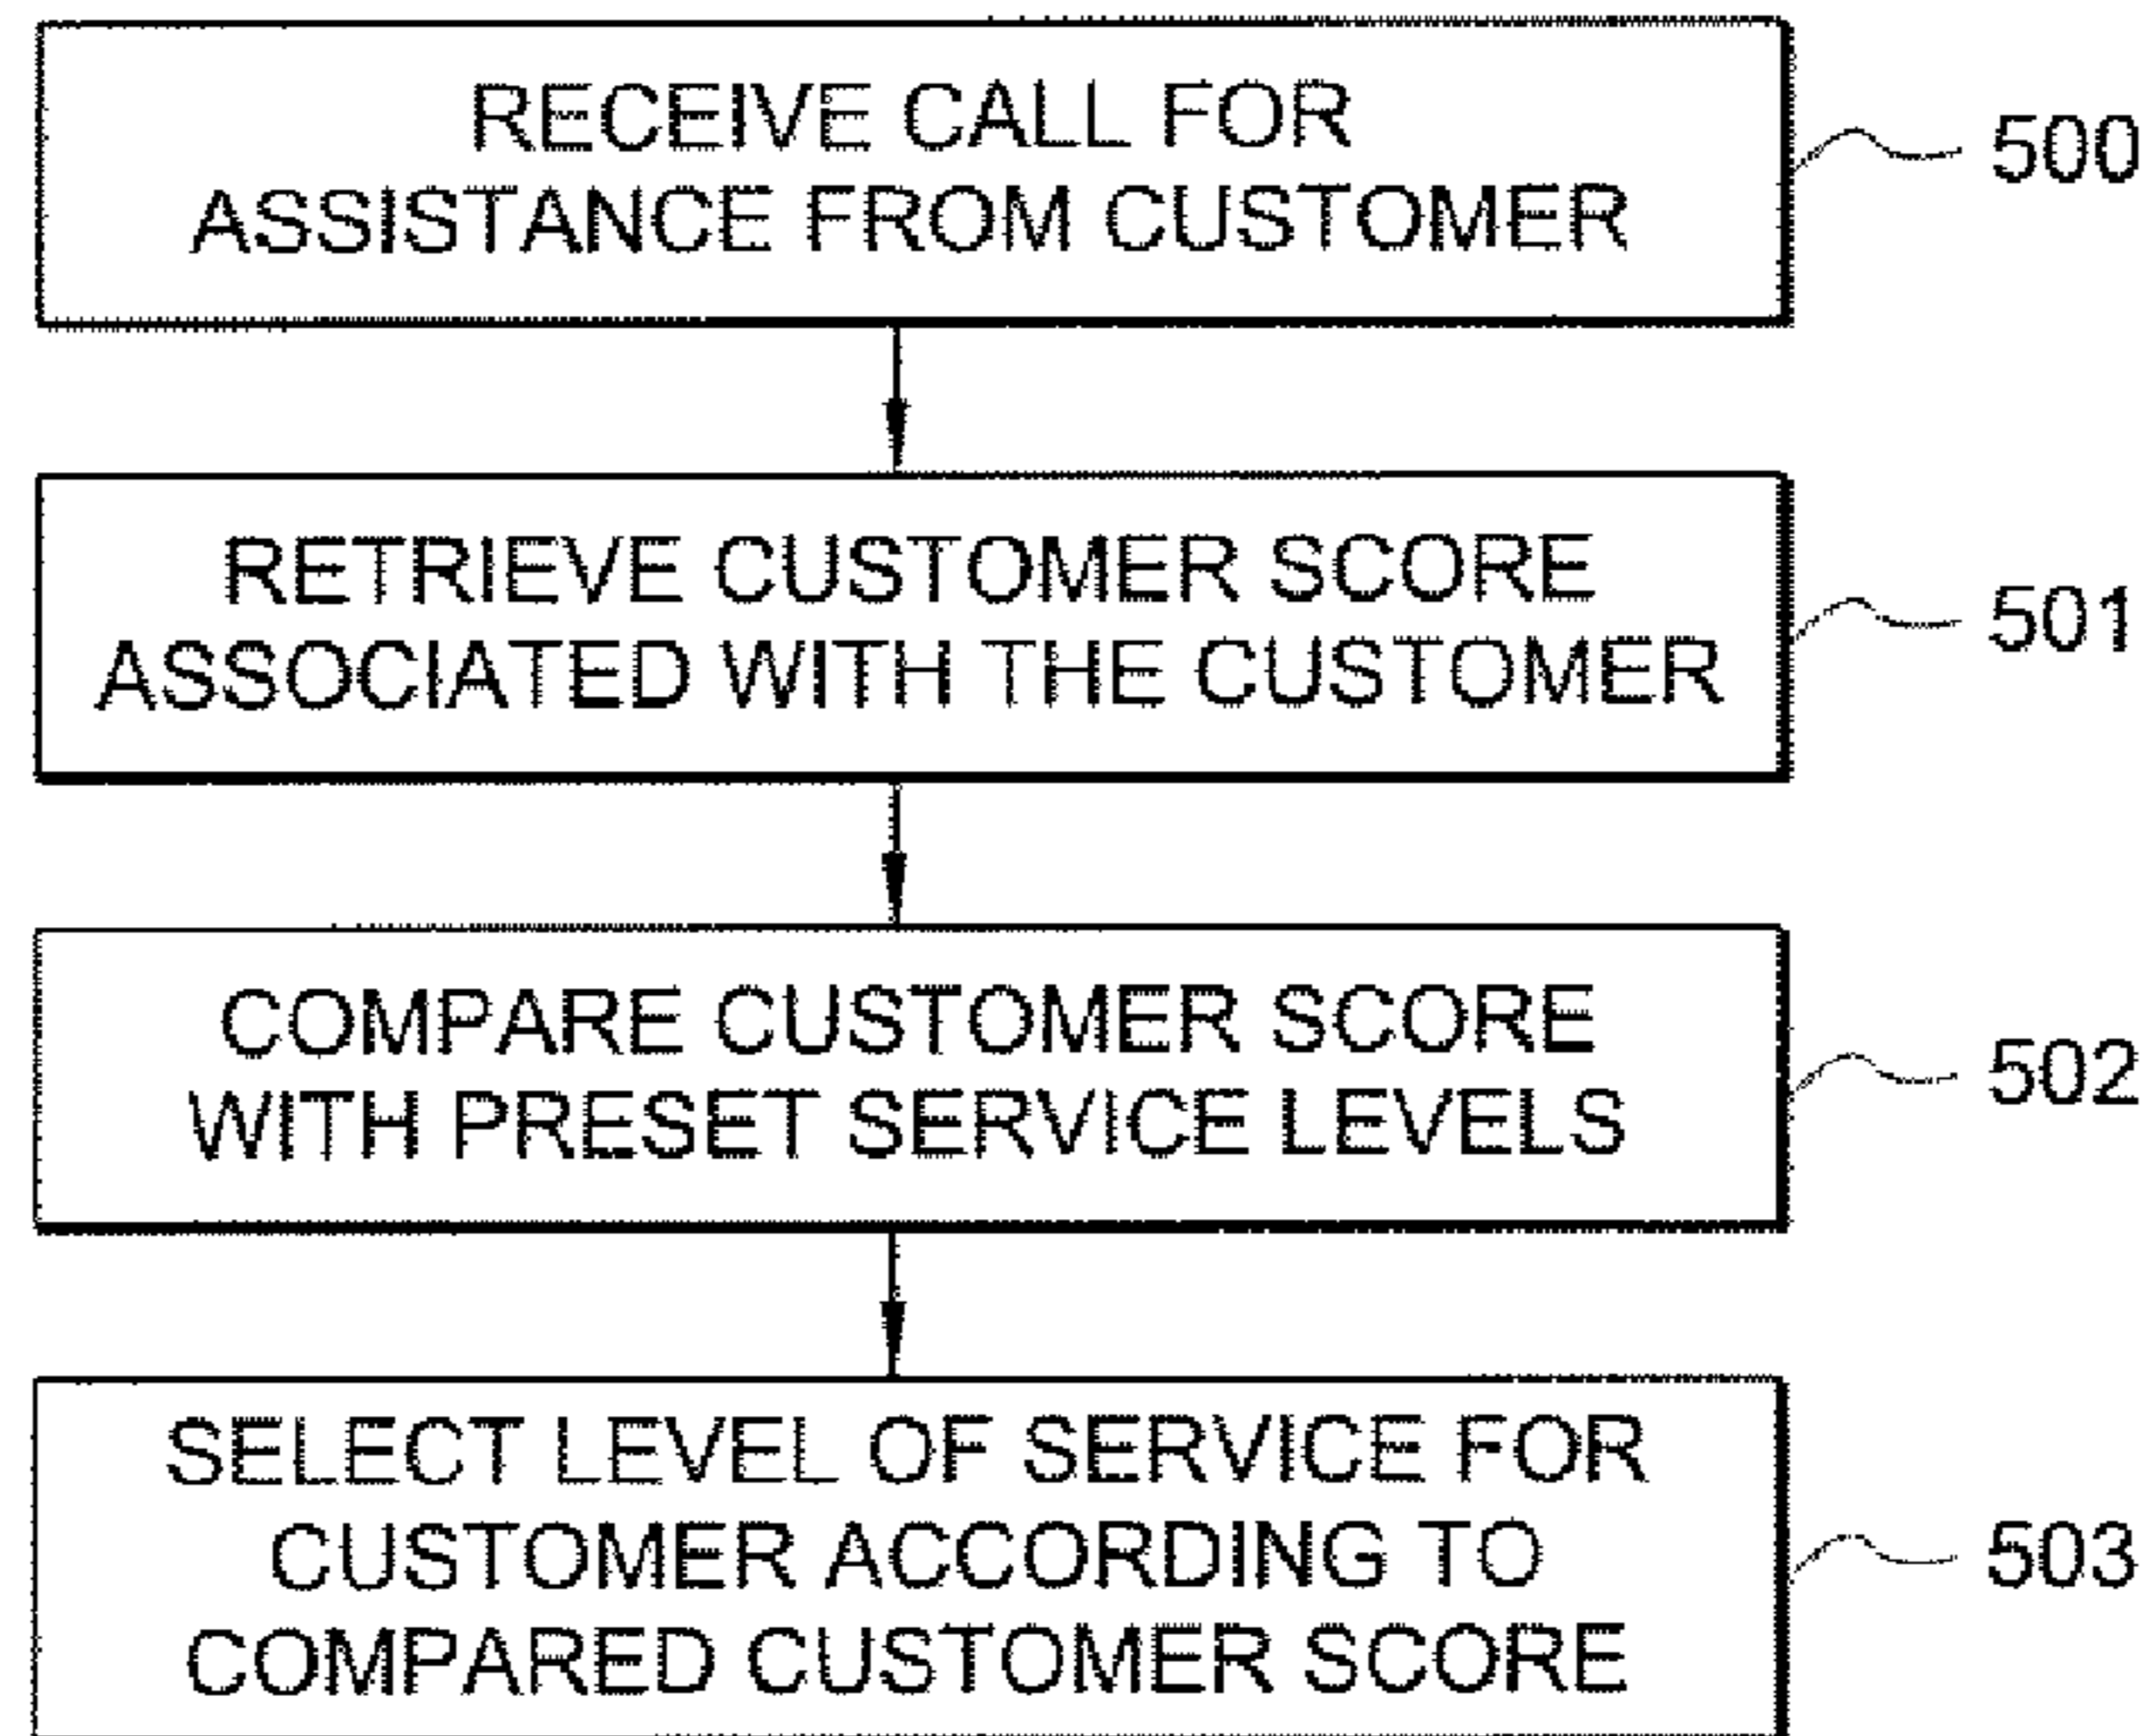 RECEIVE CALL FOR
ASSISTANCE FROM CUSTOMER
500
RETRIEVE CUSTOMER SCORE
ASSOCIATED WITH THE CUSTOMER
501
COMPARE CUSTOMER SCORE
WITH PRESET SERVICE LEVELS
502
SELECT LEVEL OF SERVICE FOR
CUSTOMER ACCORDING TO
COMPARED CUSTOMER SCORE
503